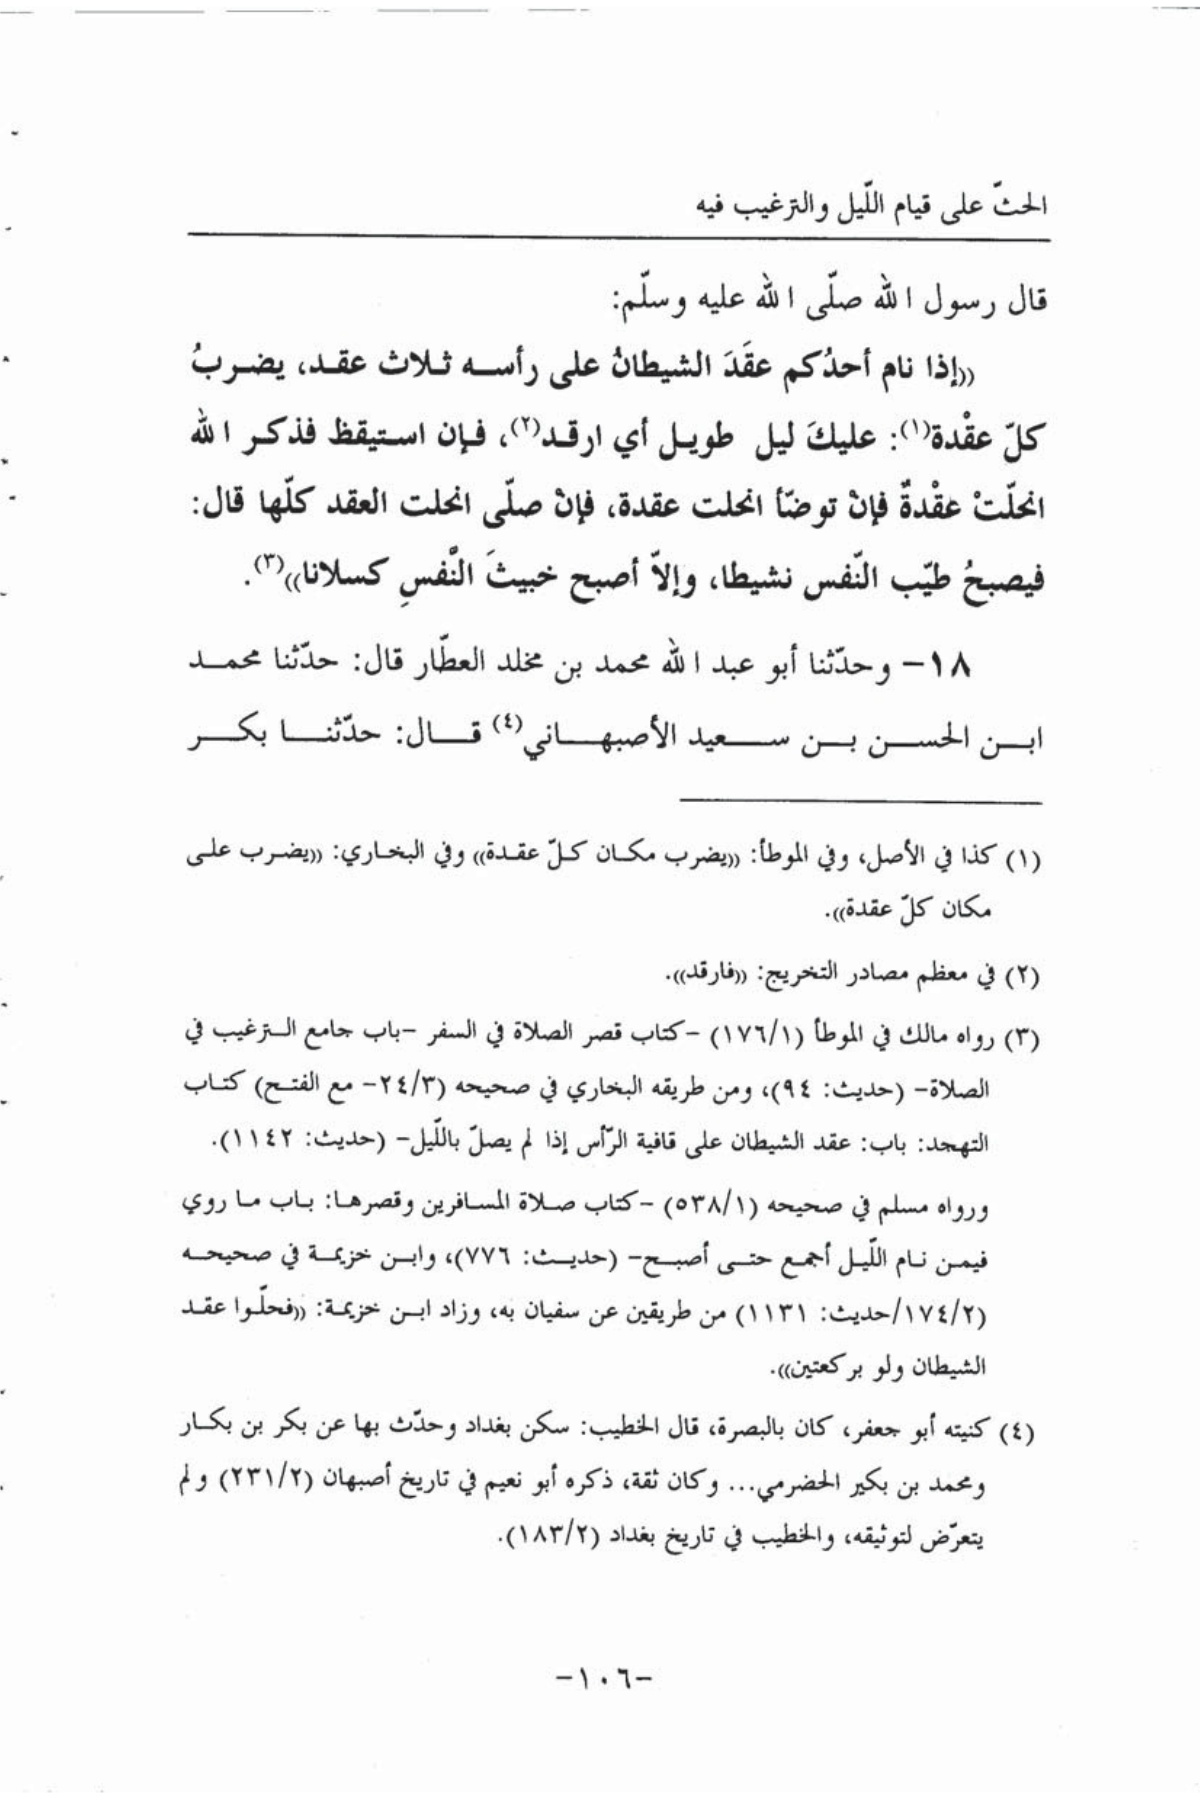 الحثّ على قيام اللّيل والترغيب فيه
قال رسول الله صلّى الله عليه وسلّم:
((إذا نام أحدُكم عقَدَ الشيطانُ على رأسه ثلاث عقد، يضربُ
كلّ عقْدة(١): عليكَ ليل طويل أي ارقد(٢)، فإن استيقظ فذكر الله
انحلّتْ عقْدةٌ فإنْ توضّأ انحلت عقدة، فإنْ صلّى انحلت العقد كلّها قال:
فيصبحُ طيّب النّفس نشيطا، وإلاّ أصبح خبيثَ النَّفسِ كسلانا))(٣).
١٨- وحدّثنا أبو عبد الله محمد بن مخلد العطّار قال: حدّثنا محمد
ابن الحسن بن سعيد الأصبهاني(٤) قال: حدّثنا بكر
(١) كذا في الأصل، وفي الموطأ: ((يضرب مكان كلّ عقدة)) وفي البخاري: ((يضرب على
مكان كلّ عقدة)).
(٢) في معظم مصادر التخريج: ((فارقد)).
(٣) رواه مالك في الموطأ (١٧٦/١) -كتاب قصر الصلاة في السفر -باب جامع الترغيب في
الصلاة- (حديث: ٩٤)، ومن طريقه البخاري في صحيحه (٢٤/٣- مع الفتح) كتاب
التهجد: باب: عقد الشيطان على قافية الرّأس إذا لم يصلّ باللّيل- (حديث: ١١٤٢).
ورواه مسلم في صحيحه (٥٣٨/١) -كتاب صلاة المسافرين وقصرها: باب ما روي
فيمن نام اللّيل أجمع حتى أصبح- (حديث: ٧٧٦)، وابن خزيمة في صحيحه
(١٧٤/٢/حديث: ١١٣١) من طريقين عن سفيان به، وزاد ابن خزيمة: ((فحلّوا عقد
الشيطان ولو بركعتين)).
(٤) كنيته أبو جعفر، كان بالبصرة، قال الخطيب: سكن بغداد وحدّث بها عن بكر بن بكار
ومحمد بن بكير الحضرمي... وكان ثقة، ذكره أبو نعيم في تاريخ أصبهان (٢٣١/٢) ولم
يتعرّض لتوثيقه، والخطيب في تاريخ بغداد (١٨٣/٢).
-١٠٦-